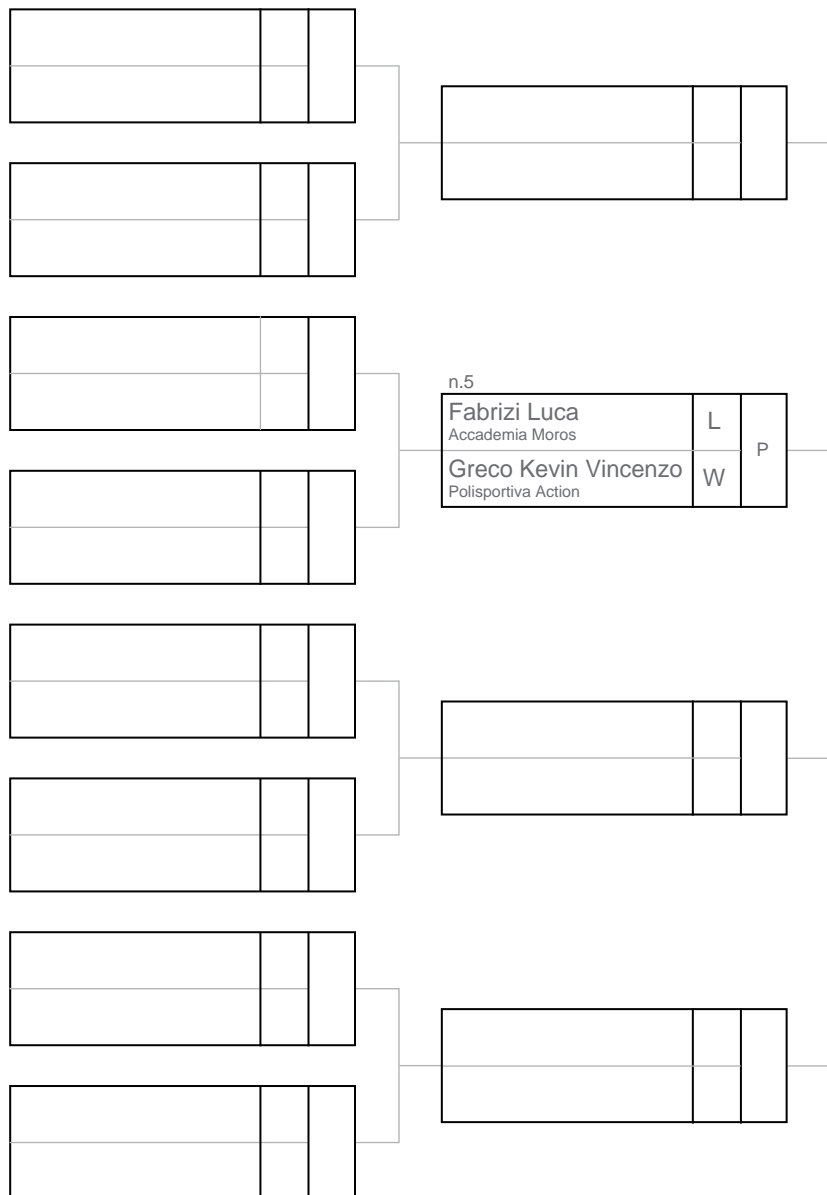 n.5
Fabrizi Luca
L
Accademia Moros
P
Greco Kevin Vincenzo
W
Polisportiva Action